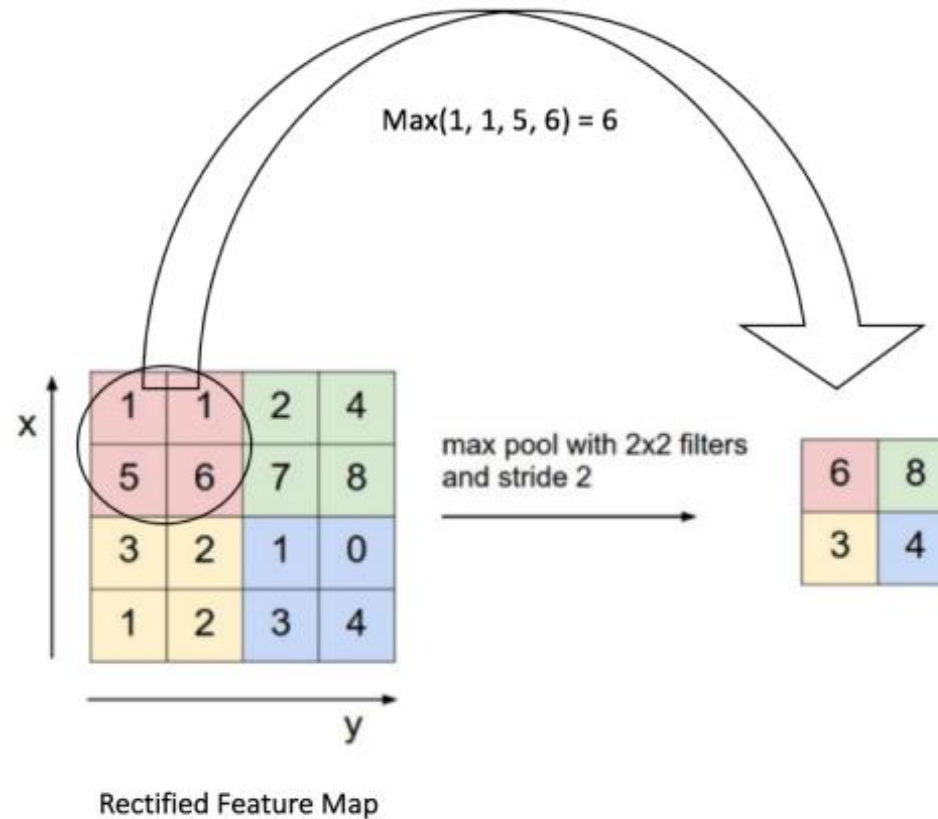 Max(1, 1, 5, 6) = 6
x
1 1 2 4
5 6 7 8
3 2 1 0
1 2 3 4
y
max pool with 2x2 filters
and stride 2
6 8
3 4
Rectified Feature Map